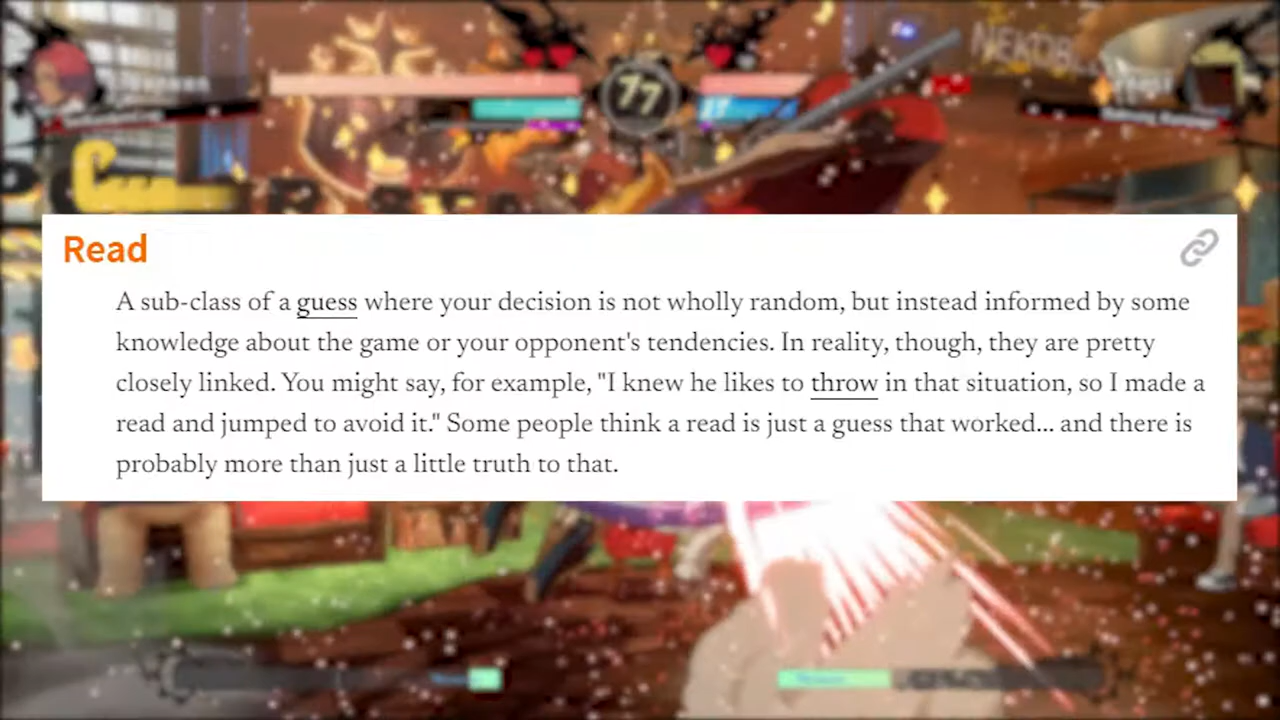 77
NEKOB
Read
A sub-class of a guess where your decision is not wholly random, but instead informed by some
knowledge about the game or your opponent's tendencies. In reality, though, they are pretty
closely linked. You might say, for example, "I knew he likes to throw in that situation, so I made a
read and jumped to avoid it." Some people think a read is just a guess that worked... and there is
probably more than just a little truth to that.